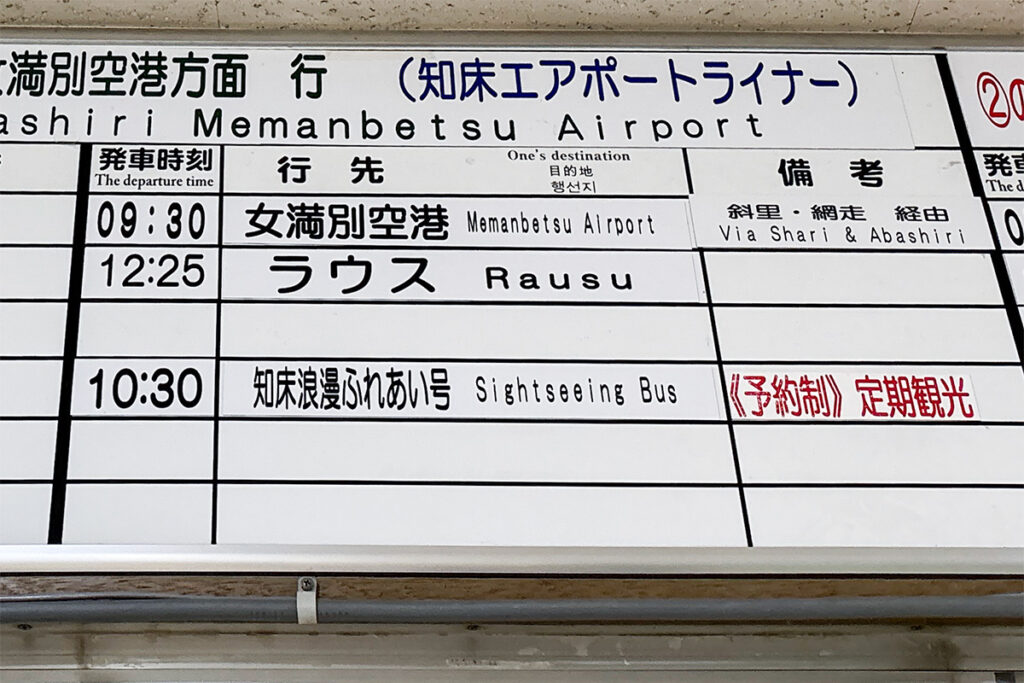 満別空港方面 行 (知床エアポートライナー)
ashiri Memanbetsu Airport
②
発車時刻
The departure time
行先
One's destination
目的地
행선지
備考
発車
The d
09:30 女満別空港 Memanbetsu Airport
斜里・網走 経由
Via Shari & Abashiri
12:25 ラウス Rausu
10:30 知床浪漫ふれあい号 Sightseeing Bus 《予約制》定期観光